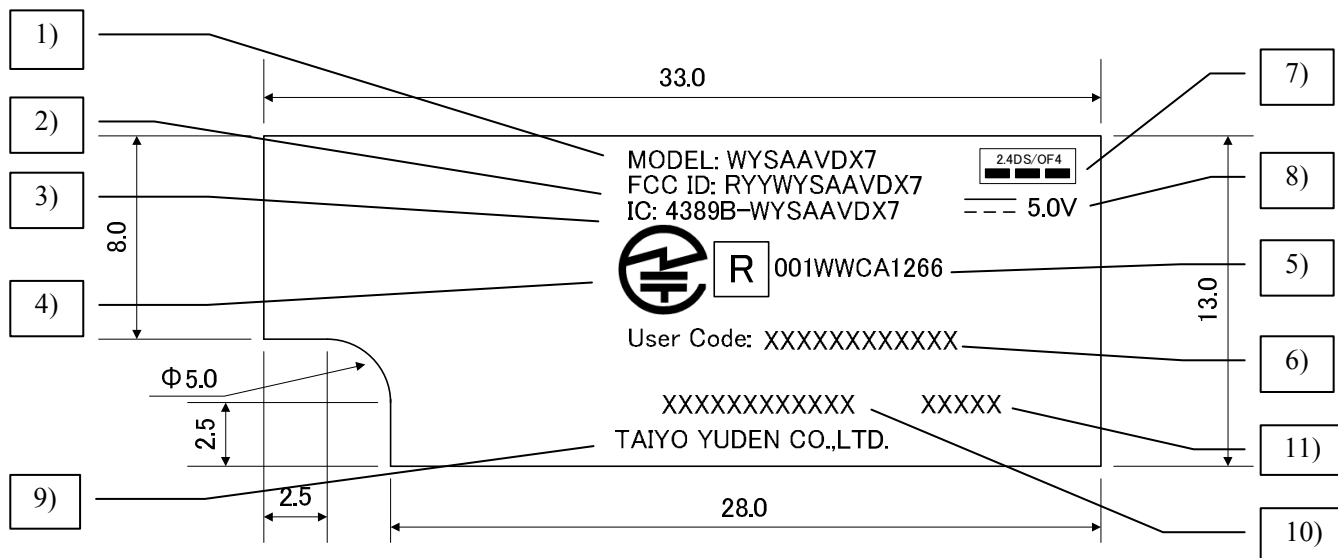 1)
33.0
7)
2)
MODEL: WYSAAVDX7
2.4DS/OF4
FCC ID: RYYWYSAAVDX7
8)
3)
IC: 4389B-WYSAAVDX7
5.0V
8.0
R 001WWCA1266
5)
4)
13.0
User Code: XXXXXXXXXXXX
6)
Φ5.0
XXXXXXXXXXXX XXXXX
2.5
TAIYO YUDEN CO.,LTD.
11)
9)
2.5
28.0
10)